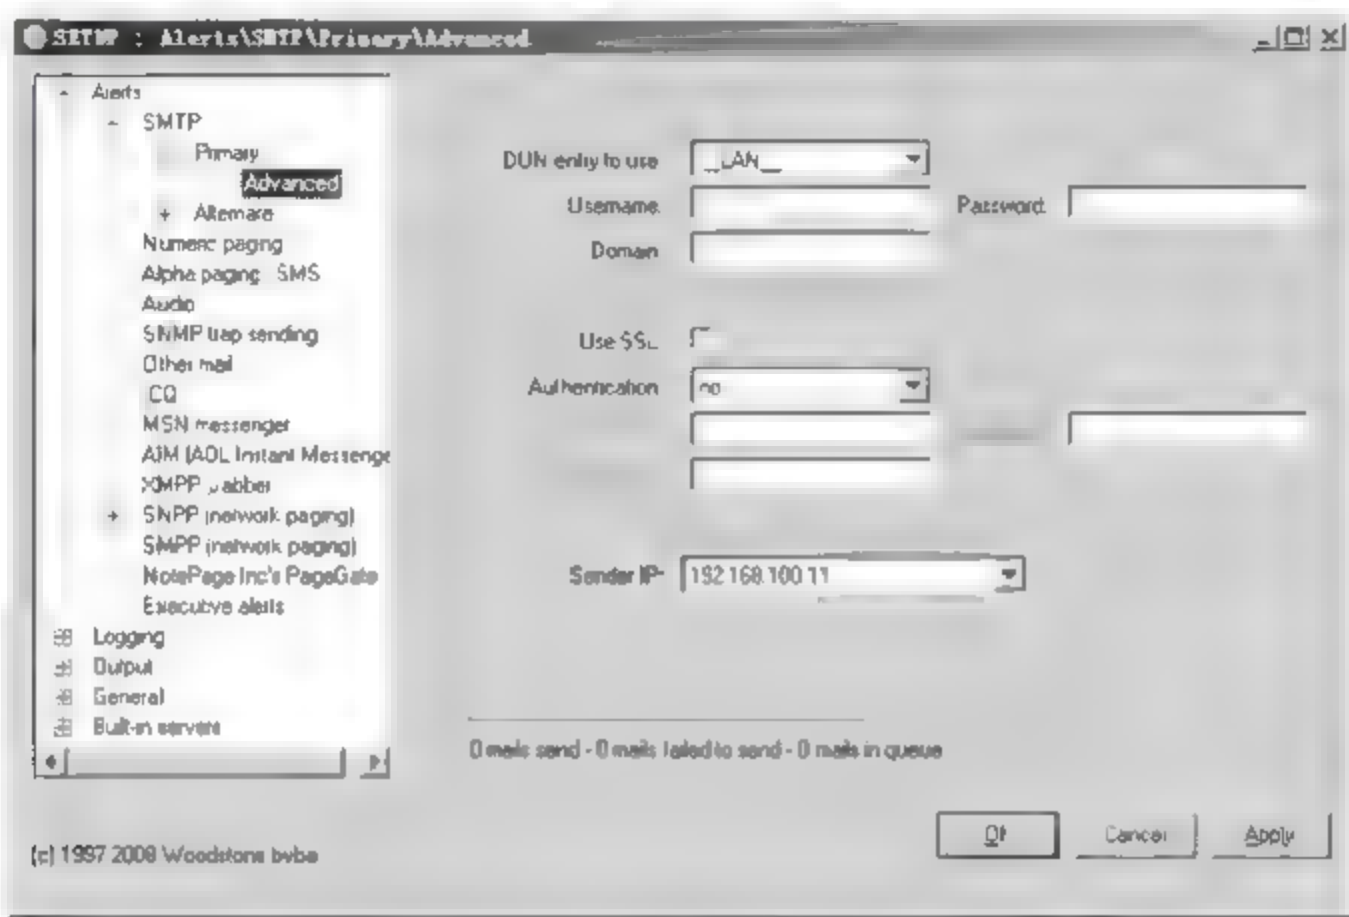 SETUP : Alerts\SMTP\Primary\Advanced
Alerts
SMTP
Primary
Advanced
Alternate
Numeric paging
Alpha paging SMS
Audio
SNMP trap sending
Other mail
ICQ
MSN messenger
AIM (AOL Instant Messenge
XMPP Jabber
SNPP (network paging)
SMPP (network paging)
NotePage Inc's PageGate
Executive alerts
Logging
Output
General
Built-in servers
DUN entry to use __LAN__
Username Password
Domain
Use SSL
Authentication no
Sender IP 192.168.100.11
0 mails send - 0 mails failed to send - 0 mails in queue
(c) 1997 2008 Woodstone bvba
Ok Cancel Apply